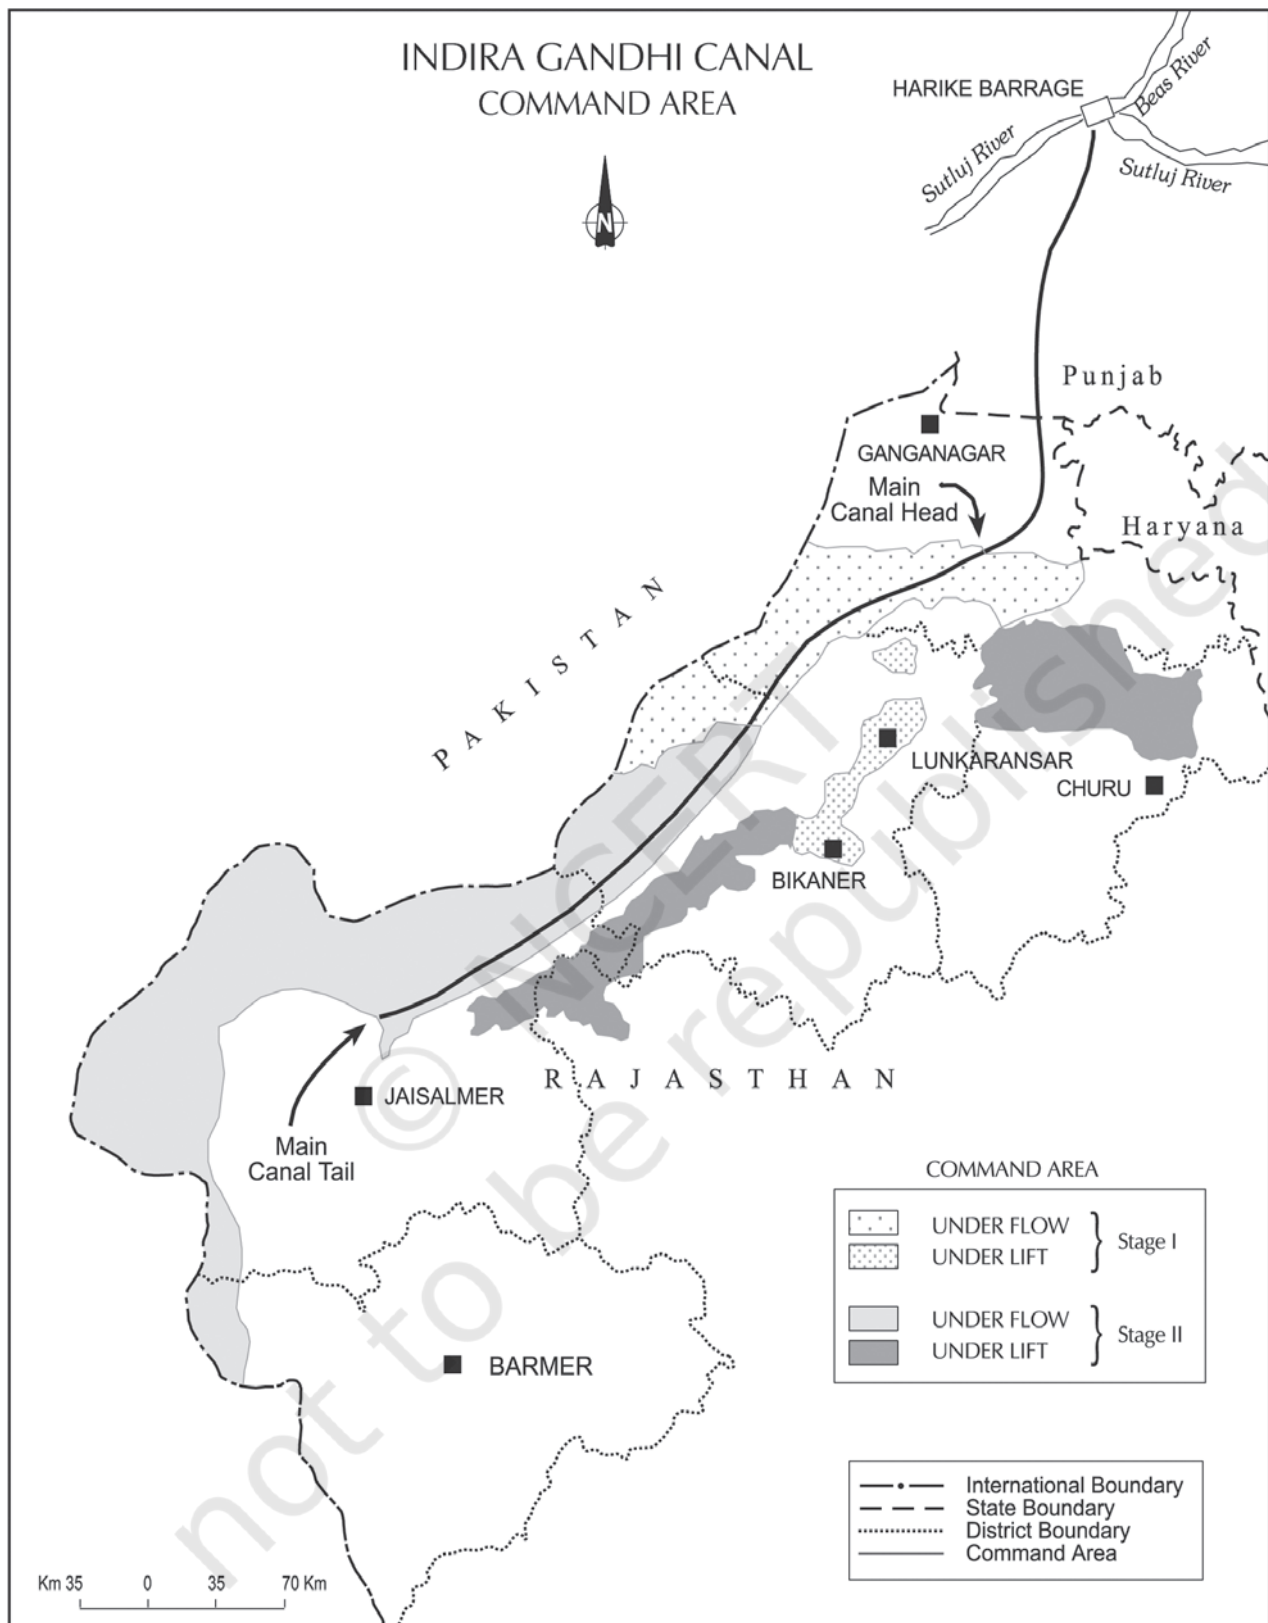 INDIRA GANDHI CANAL
COMMAND AREA
HARIKE BARRAGE
Beas River
Sutluj River
Sutluj River
N
Punjab
GANGANAGAR
Main
Canal Head
Haryana
PAKISTAN
LUNKARANSAR
CHURU
BIKANER
RAJASTHAN
JAISALMER
Main
Canal Tail
BARMER
COMMAND AREA
UNDER FLOW
UNDER LIFT
Stage I
UNDER FLOW
UNDER LIFT
Stage II
International Boundary
State Boundary
District Boundary
Command Area
Km 35 0 35 70 Km
© NCERT
not to be republished